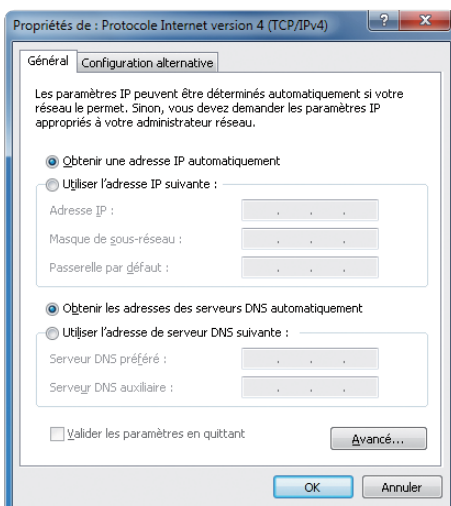 Propriétés de : Protocole Internet version 4 (TCP/IPv4)
Général
Configuration alternative
Les paramètres IP peuvent être déterminés automatiquement si votre
réseau le permet. Sinon, vous devez demander les paramètres IP
appropriés à votre administrateur réseau.
Obtenir une adresse IP automatiquement
Utiliser l'adresse IP suivante :
Adresse IP :
Masque de sous-réseau :
Passerelle par défaut :
Obtenir les adresses des serveurs DNS automatiquement
Utiliser l'adresse de serveur DNS suivante :
Serveur DNS préféré :
Serveur DNS auxiliaire :
Valider les paramètres en quittant
Avancé...
OK
Annuler